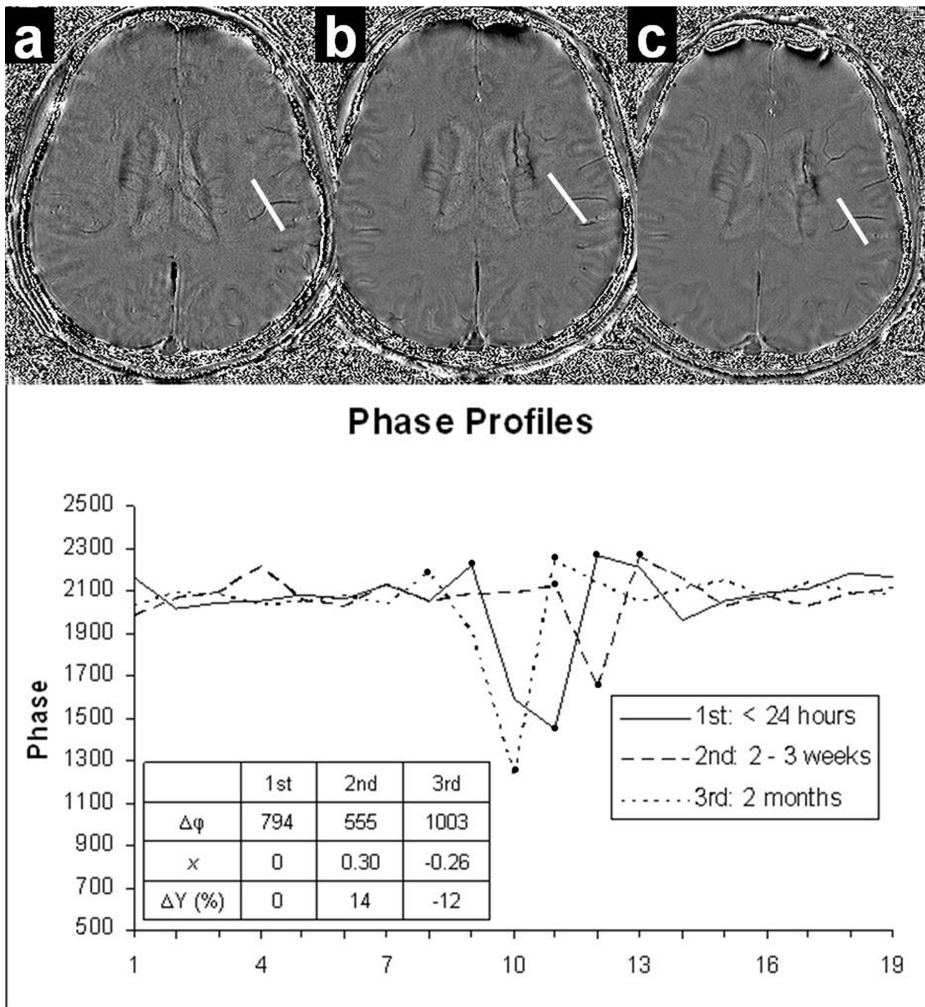 a b c
Phase Profiles
Phase
2500
2300
2100
1900
1700
1500
1300
1100
900
700
500
1 4 7 10 13 16 19
1st: < 24 hours
2nd: 2 - 3 weeks
3rd: 2 months
1st 2nd 3rd
Δφ 794 555 1003
x 0 0.30 -0.26
ΔY (%) 0 14 -12